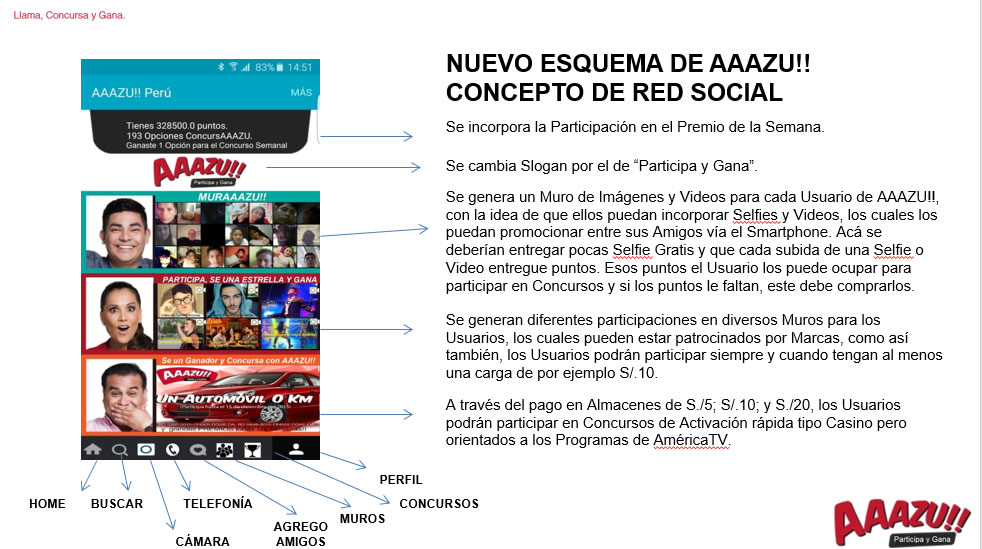 Llama, Concursa y Gana.
83% 14:51
AAAZU!! Perú
MÁS
Tienes 328500.0 puntos.
193 Opciones ConcursAAAZU.
Ganaste 1 Opción para el Concurso Semanal
AAAZU!!
Participa y Gana
MURAAAZU!!
PARTICIPA, SE UNA ESTRELLA Y GANA
Se un Ganador y Concursa con AAAZU!!
AAAZU!!
UN AUTOMÓVIL 0 KM
HOME
BUSCAR
CÁMARA
TELEFONÍA
AGREGO
AMIGOS
MUROS
CONCURSOS
PERFIL
NUEVO ESQUEMA DE AAAZU!!
CONCEPTO DE RED SOCIAL
Se incorpora la Participación en el Premio de la Semana.
Se cambia Slogan por el de “Participa y Gana”.
Se genera un Muro de Imágenes y Videos para cada Usuario de AAAZU!!,
con la idea de que ellos puedan incorporar Selfies y Videos, los cuales los
puedan promocionar entre sus Amigos vía el Smartphone. Acá se
deberían entregar pocas Selfie Gratis y que cada subida de una Selfie o
Video entregue puntos. Esos puntos el Usuario los puede ocupar para
participar en Concursos y si los puntos le faltan, este debe comprarlos.
Se generan diferentes participaciones en diversos Muros para los
Usuarios, los cuales pueden estar patrocinados por Marcas, como así
también, los Usuarios podrán participar siempre y cuando tengan al menos
una carga de por ejemplo S/.10.
A través del pago en Almacenes de S./5; S/.10; y S./20, los Usuarios
podrán participar en Concursos de Activación rápida tipo Casino pero
orientados a los Programas de AméricaTV.
AAAZU!!
Participa y Gana